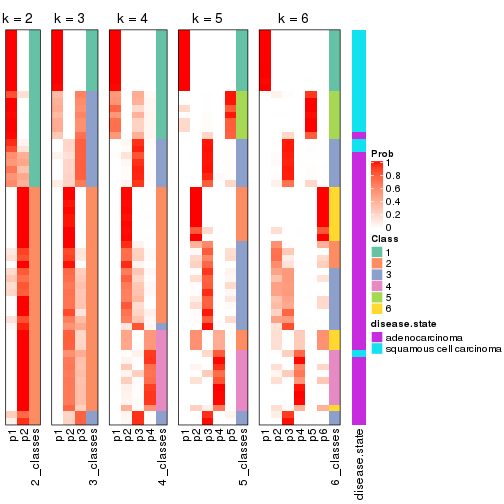 k = 2 k = 3 k = 4 k = 5 k = 6
Prob
1
0.8
0.6
0.4
0.2
0
Class
1
2
3
4
5
6
disease.state
adenocarcinoma
squamous cell carcinoma
p1 p2 2_classes p1 p2 p3 3_classes p1 p2 p3 p4 4_classes p1 p2 p3 p4 p5 5_classes p1 p2 p3 p4 p5 p6 6_classes disease.state